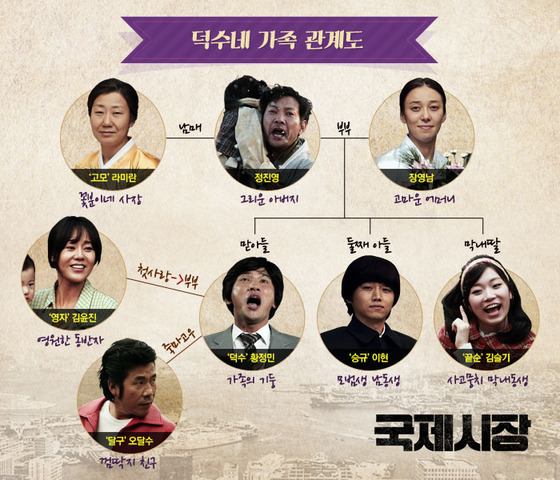 덕수네 가족 관계도
남매
부부
'고모' 라미란
정진영
장영남
꽃분이네 사장
그리운 아버지
고마운 어머니
맏아들
둘째 아들
막내딸
첫사랑->부부
'영자' 김윤진
영원한 동반자
죽마고우
'덕수' 황정민
'승규' 이현
'끝순' 김슬기
가족의 기둥
모범생 남동생
사고뭉치 막내동생
'달구' 오달수
껌딱지 친구
국제시장